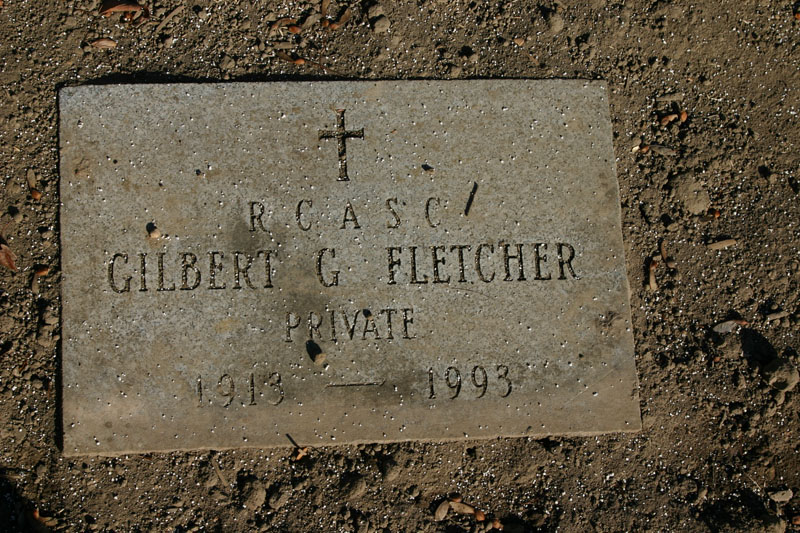 R C A S C
GILBERT G FLETCHER
PRIVATE
1913 — 1993